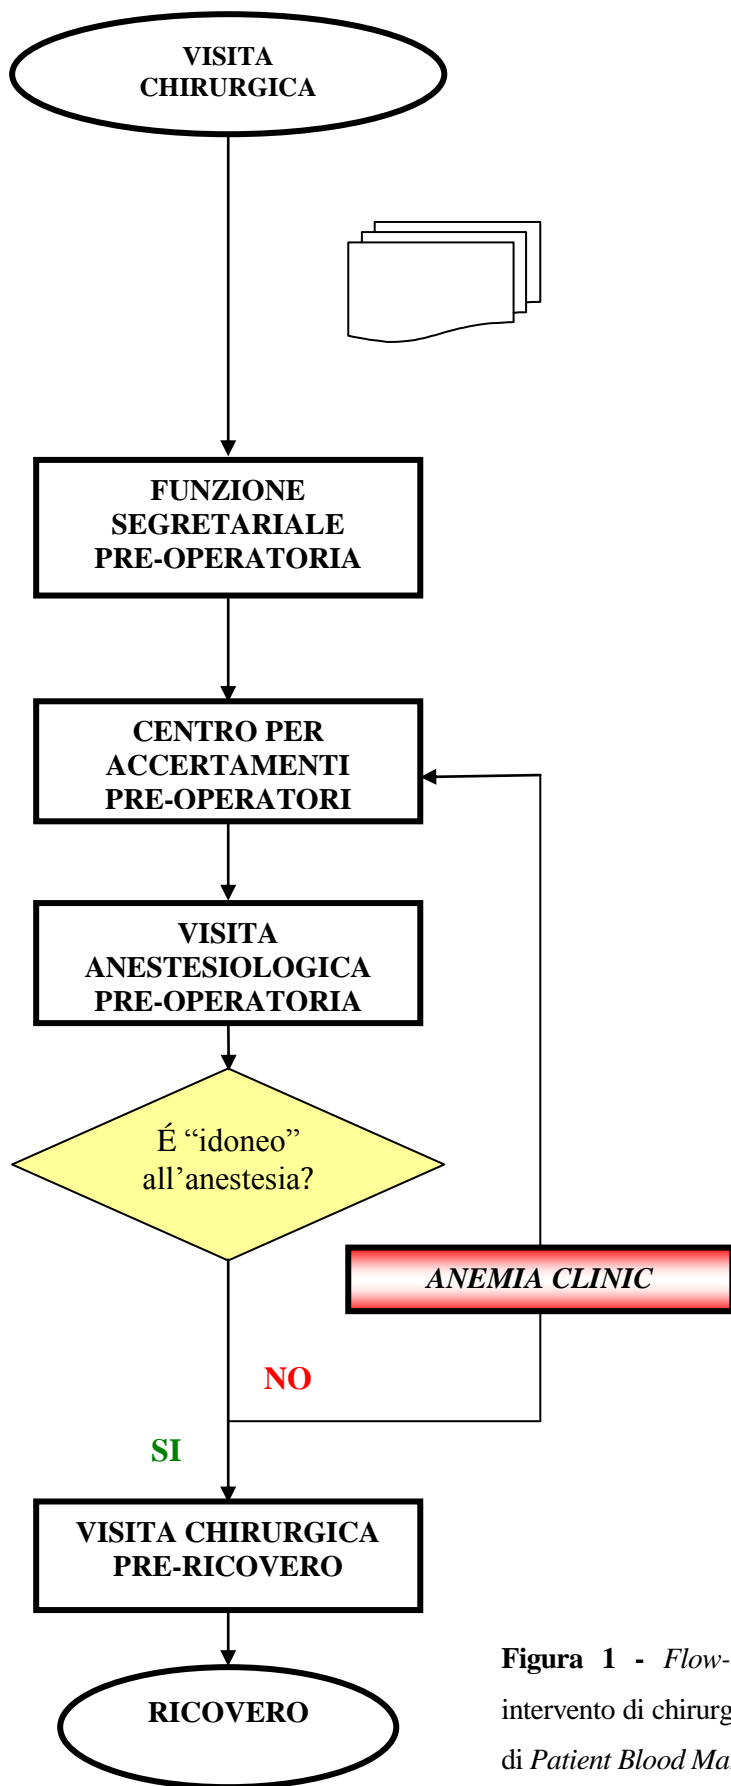 VISITA
CHIRURGICA
FUNZIONE
SEGRETARIALE
PRE-OPERATORIA
CENTRO PER
ACCERTAMENTI
PRE-OPERATORI
VISITA
ANESTESIOLOGICA
PRE-OPERATORIA
É “idoneo”
all’anestesia?
ANEMIA CLINIC
NO
SI
VISITA CHIRURGICA
PRE-RICOVERO
RICOVERO
Figura 1 - Flow-
intervento di chirurg
di Patient Blood Ma